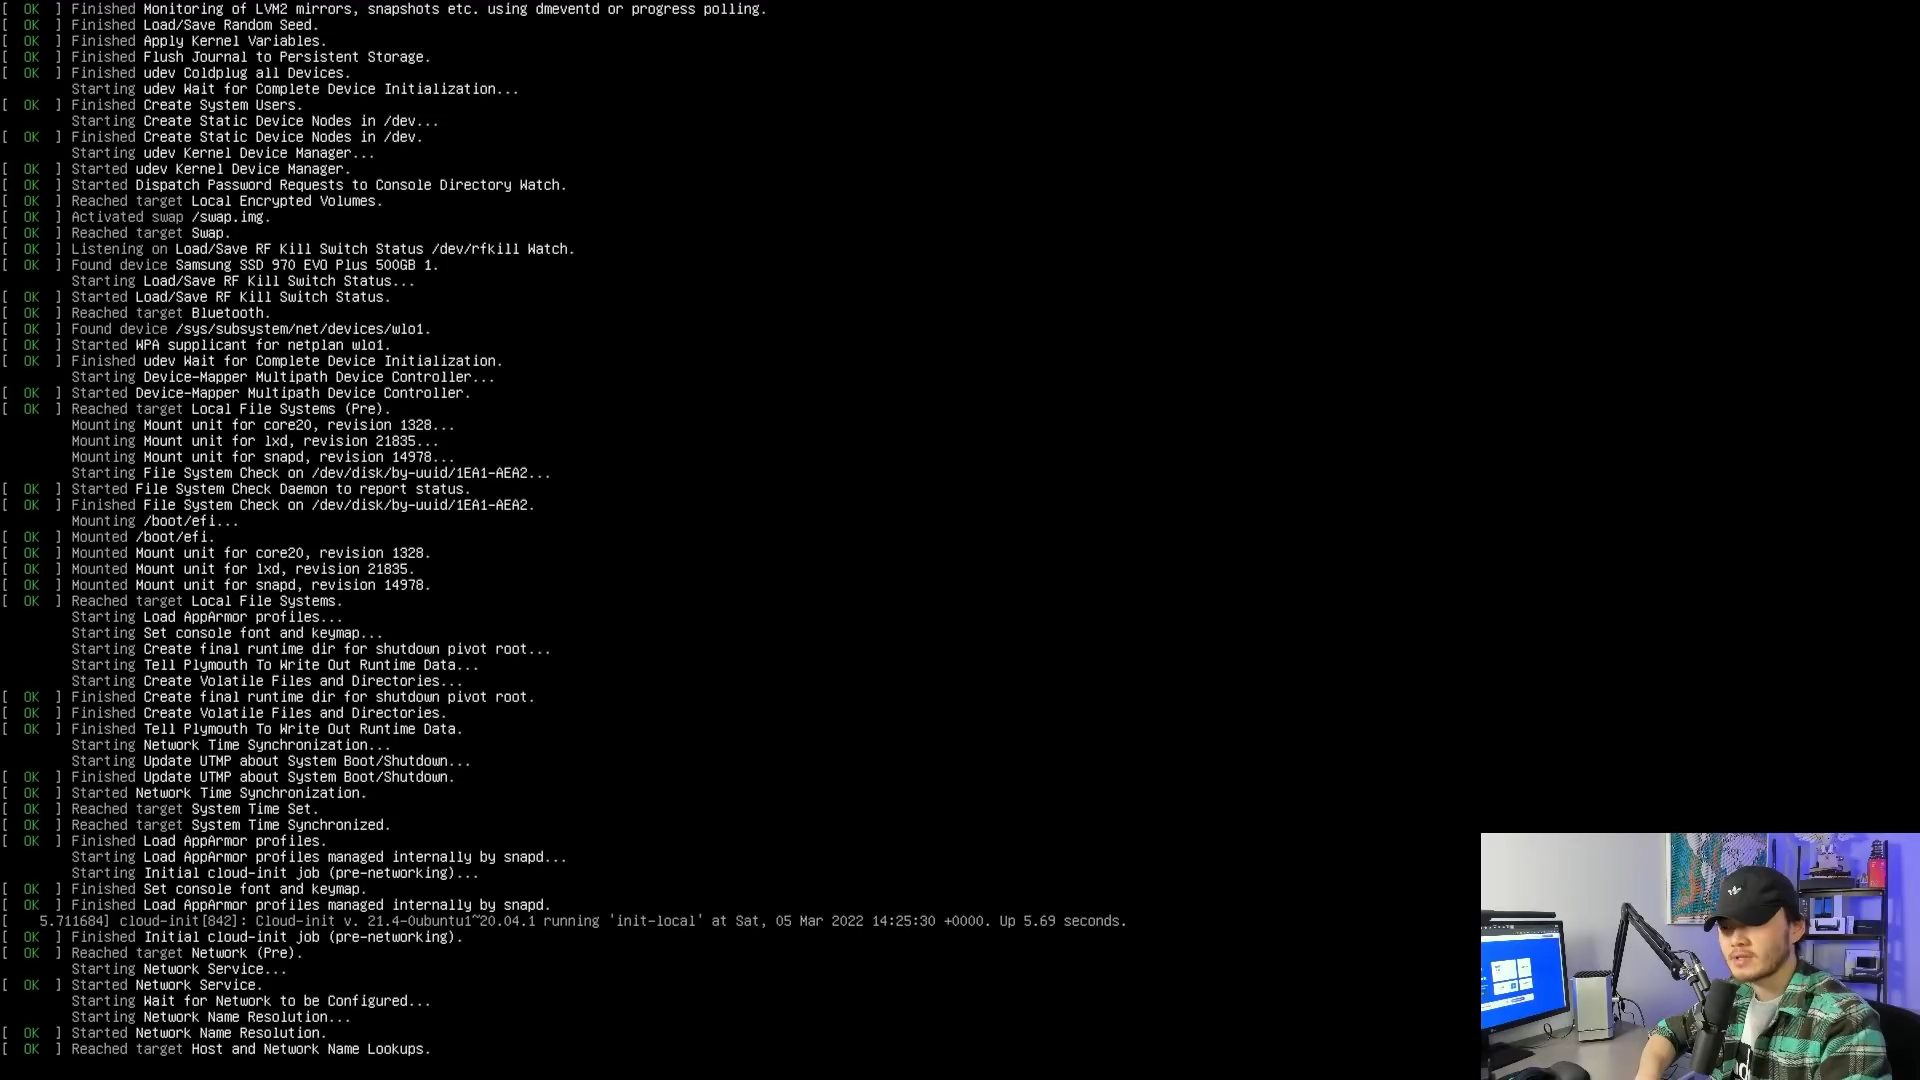 [  OK  ] Finished Monitoring of LVM2 mirrors, snapshots etc. using dmeventd or progress polling.
[  OK  ] Finished Load/Save Random Seed.
[  OK  ] Finished Apply Kernel Variables.
[  OK  ] Finished Flush Journal to Persistent Storage.
[  OK  ] Finished udev Coldplug all Devices.
         Starting udev Wait for Complete Device Initialization...
[  OK  ] Finished Create System Users.
         Starting Create Static Device Nodes in /dev...
[  OK  ] Finished Create Static Device Nodes in /dev.
         Starting udev Kernel Device Manager...
[  OK  ] Started udev Kernel Device Manager.
[  OK  ] Started Dispatch Password Requests to Console Directory Watch.
[  OK  ] Reached target Local Encrypted Volumes.
[  OK  ] Activated swap /swap.img.
[  OK  ] Reached target Swap.
[  OK  ] Listening on Load/Save RF Kill Switch Status /dev/rfkill Watch.
[  OK  ] Found device Samsung SSD 970 EVO Plus 500GB 1.
         Starting Load/Save RF Kill Switch Status...
[  OK  ] Started Load/Save RF Kill Switch Status.
[  OK  ] Reached target Bluetooth.
[  OK  ] Found device /sys/subsystem/net/devices/wlo1.
[  OK  ] Started WPA supplicant for netplan wlo1.
[  OK  ] Finished udev Wait for Complete Device Initialization.
         Starting Device-Mapper Multipath Device Controller...
[  OK  ] Started Device-Mapper Multipath Device Controller.
[  OK  ] Reached target Local File Systems (Pre).
         Mounting Mount unit for core20, revision 1328...
         Mounting Mount unit for lxd, revision 21835...
         Mounting Mount unit for snapd, revision 14978...
         Starting File System Check on /dev/disk/by-uuid/1EA1-AEA2...
[  OK  ] Started File System Check Daemon to report status.
[  OK  ] Finished File System Check on /dev/disk/by-uuid/1EA1-AEA2.
         Mounting /boot/efi...
[  OK  ] Mounted /boot/efi.
[  OK  ] Mounted Mount unit for core20, revision 1328.
[  OK  ] Mounted Mount unit for lxd, revision 21835.
[  OK  ] Mounted Mount unit for snapd, revision 14978.
[  OK  ] Reached target Local File Systems.
         Starting Load AppArmor profiles...
         Starting Set console font and keymap...
         Starting Create final runtime dir for shutdown pivot root...
         Starting Tell Plymouth To Write Out Runtime Data...
         Starting Create Volatile Files and Directories...
[  OK  ] Finished Create final runtime dir for shutdown pivot root.
[  OK  ] Finished Create Volatile Files and Directories.
[  OK  ] Finished Tell Plymouth To Write Out Runtime Data.
         Starting Network Time Synchronization...
         Starting Update UTMP about System Boot/Shutdown...
[  OK  ] Finished Update UTMP about System Boot/Shutdown.
[  OK  ] Started Network Time Synchronization.
[  OK  ] Reached target System Time Set.
[  OK  ] Reached target System Time Synchronized.
[  OK  ] Finished Load AppArmor profiles.
         Starting Load AppArmor profiles managed internally by snapd...
         Starting Initial cloud-init job (pre-networking)...
[  OK  ] Finished Set console font and keymap.
[  OK  ] Finished Load AppArmor profiles managed internally by snapd.
[    5.711684] cloud-init[842]: Cloud-init v. 21.4-0ubuntu1~20.04.1 running 'init-local' at Sat, 05 Mar 2022 14:25:30 +0000. Up 5.69 seconds.
[  OK  ] Finished Initial cloud-init job (pre-networking).
[  OK  ] Reached target Network (Pre).
         Starting Network Service...
[  OK  ] Started Network Service.
         Starting Wait for Network to be Configured...
         Starting Network Name Resolution...
[  OK  ] Started Network Name Resolution.
[  OK  ] Reached target Host and Network Name Lookups.